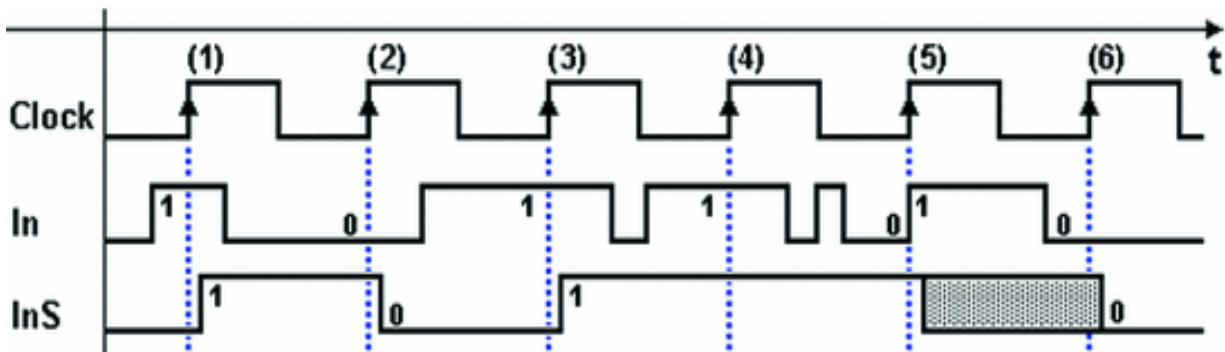 (1) (2) (3) (4) (5) (6) t
Clock
In 1 0 1 1 0 1 0
InS 1 0 1 0